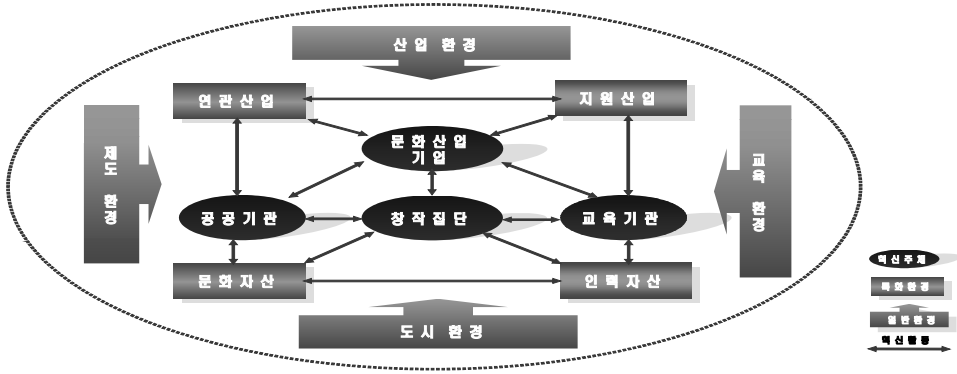 산업 환경
연관산업
지원산업
문화산업
기업
제도 환경
교육 환경
공공기관
창작집단
교육기관
문화자산
인력자산
도시 환경
혁신주체
특화환경
일반환경
혁신활동